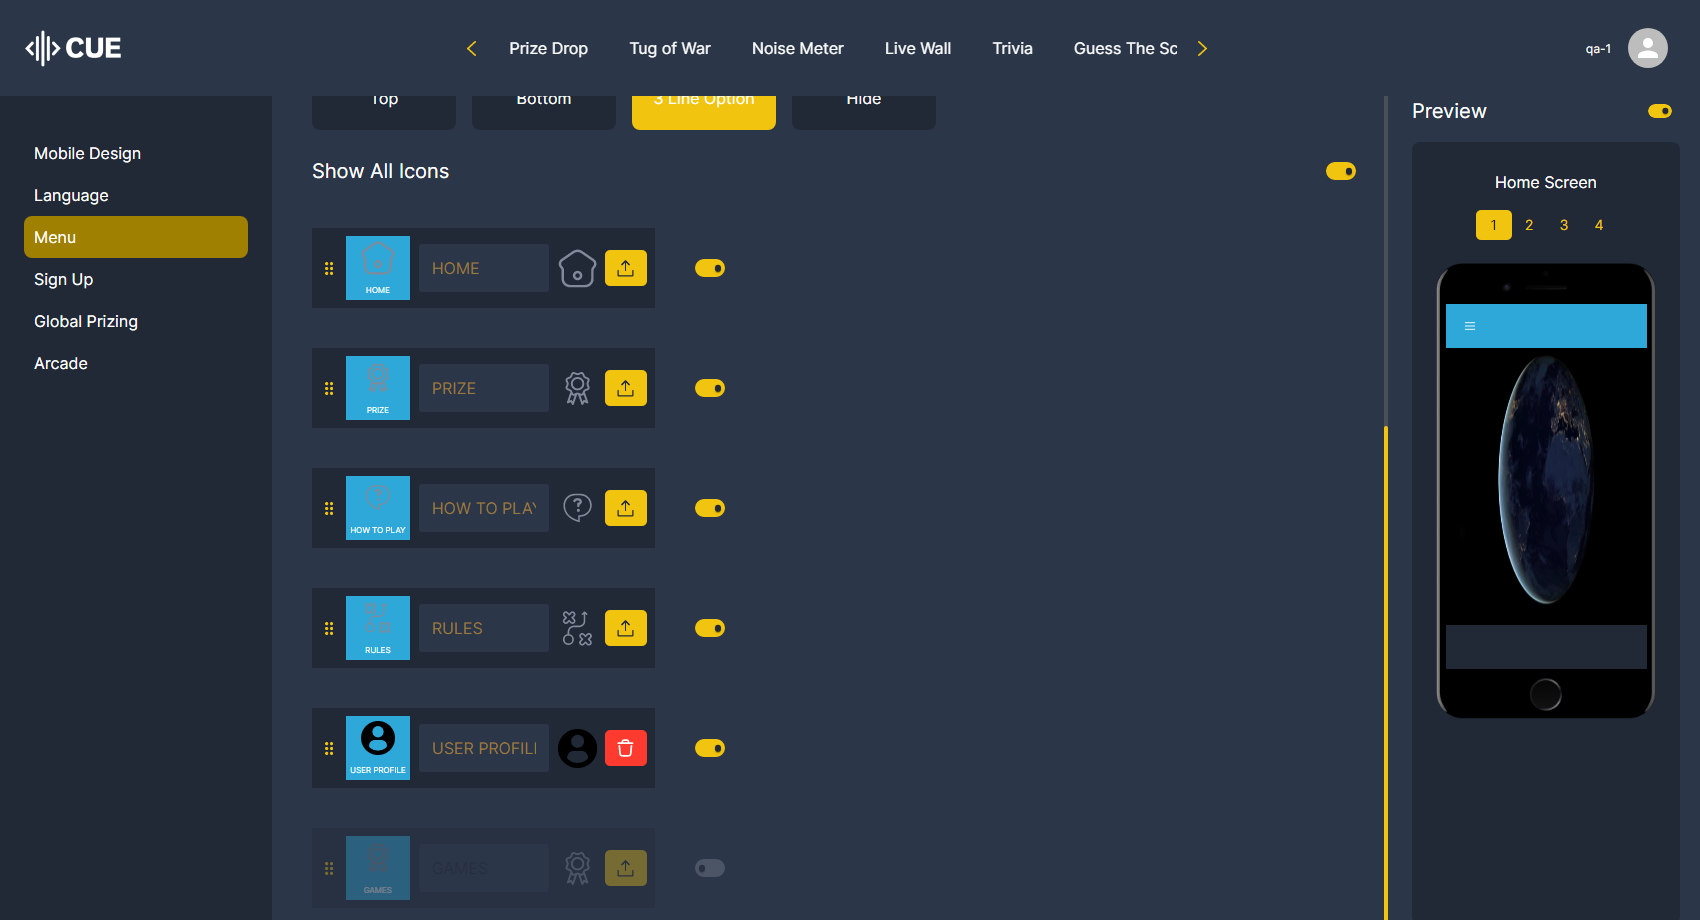 CUE
Prize Drop
Tug of War
Noise Meter
Live Wall
Trivia
Guess The Sc
qa-1
Mobile Design
Language
Menu
Sign Up
Global Prizing
Arcade
Top
Bottom
3 Line Option
Hide
Show All Icons
HOME
HOME
PRIZE
PRIZE
HOW TO PLAY
HOW TO PLAY
RULES
RULES
USER PROFILE
USER PROFIL
GAMES
GAMES
Preview
Home Screen
1 2 3 4